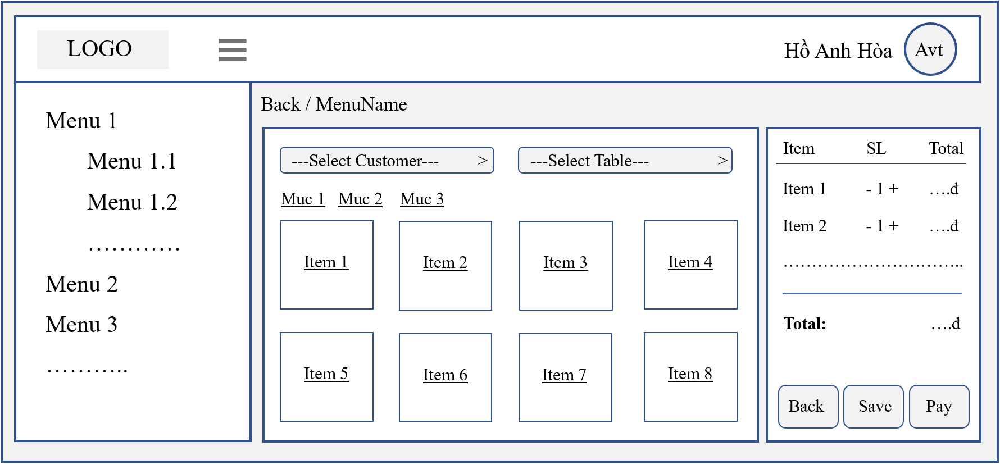 LOGO
Hồ Anh Hòa
Avt
Menu 1
Menu 1.1
Menu 1.2
…………
Menu 2
Menu 3
………..
Back / MenuName
---Select Customer--- >
---Select Table--- >
Mục 1 Mục 2 Mục 3
Item 1 Item 2 Item 3 Item 4
Item 5 Item 6 Item 7 Item 8
Item SL Total
Item 1 - 1 + ….đ
Item 2 - 1 + ….đ
…………………………..
Total: ….đ
Back Save Pay